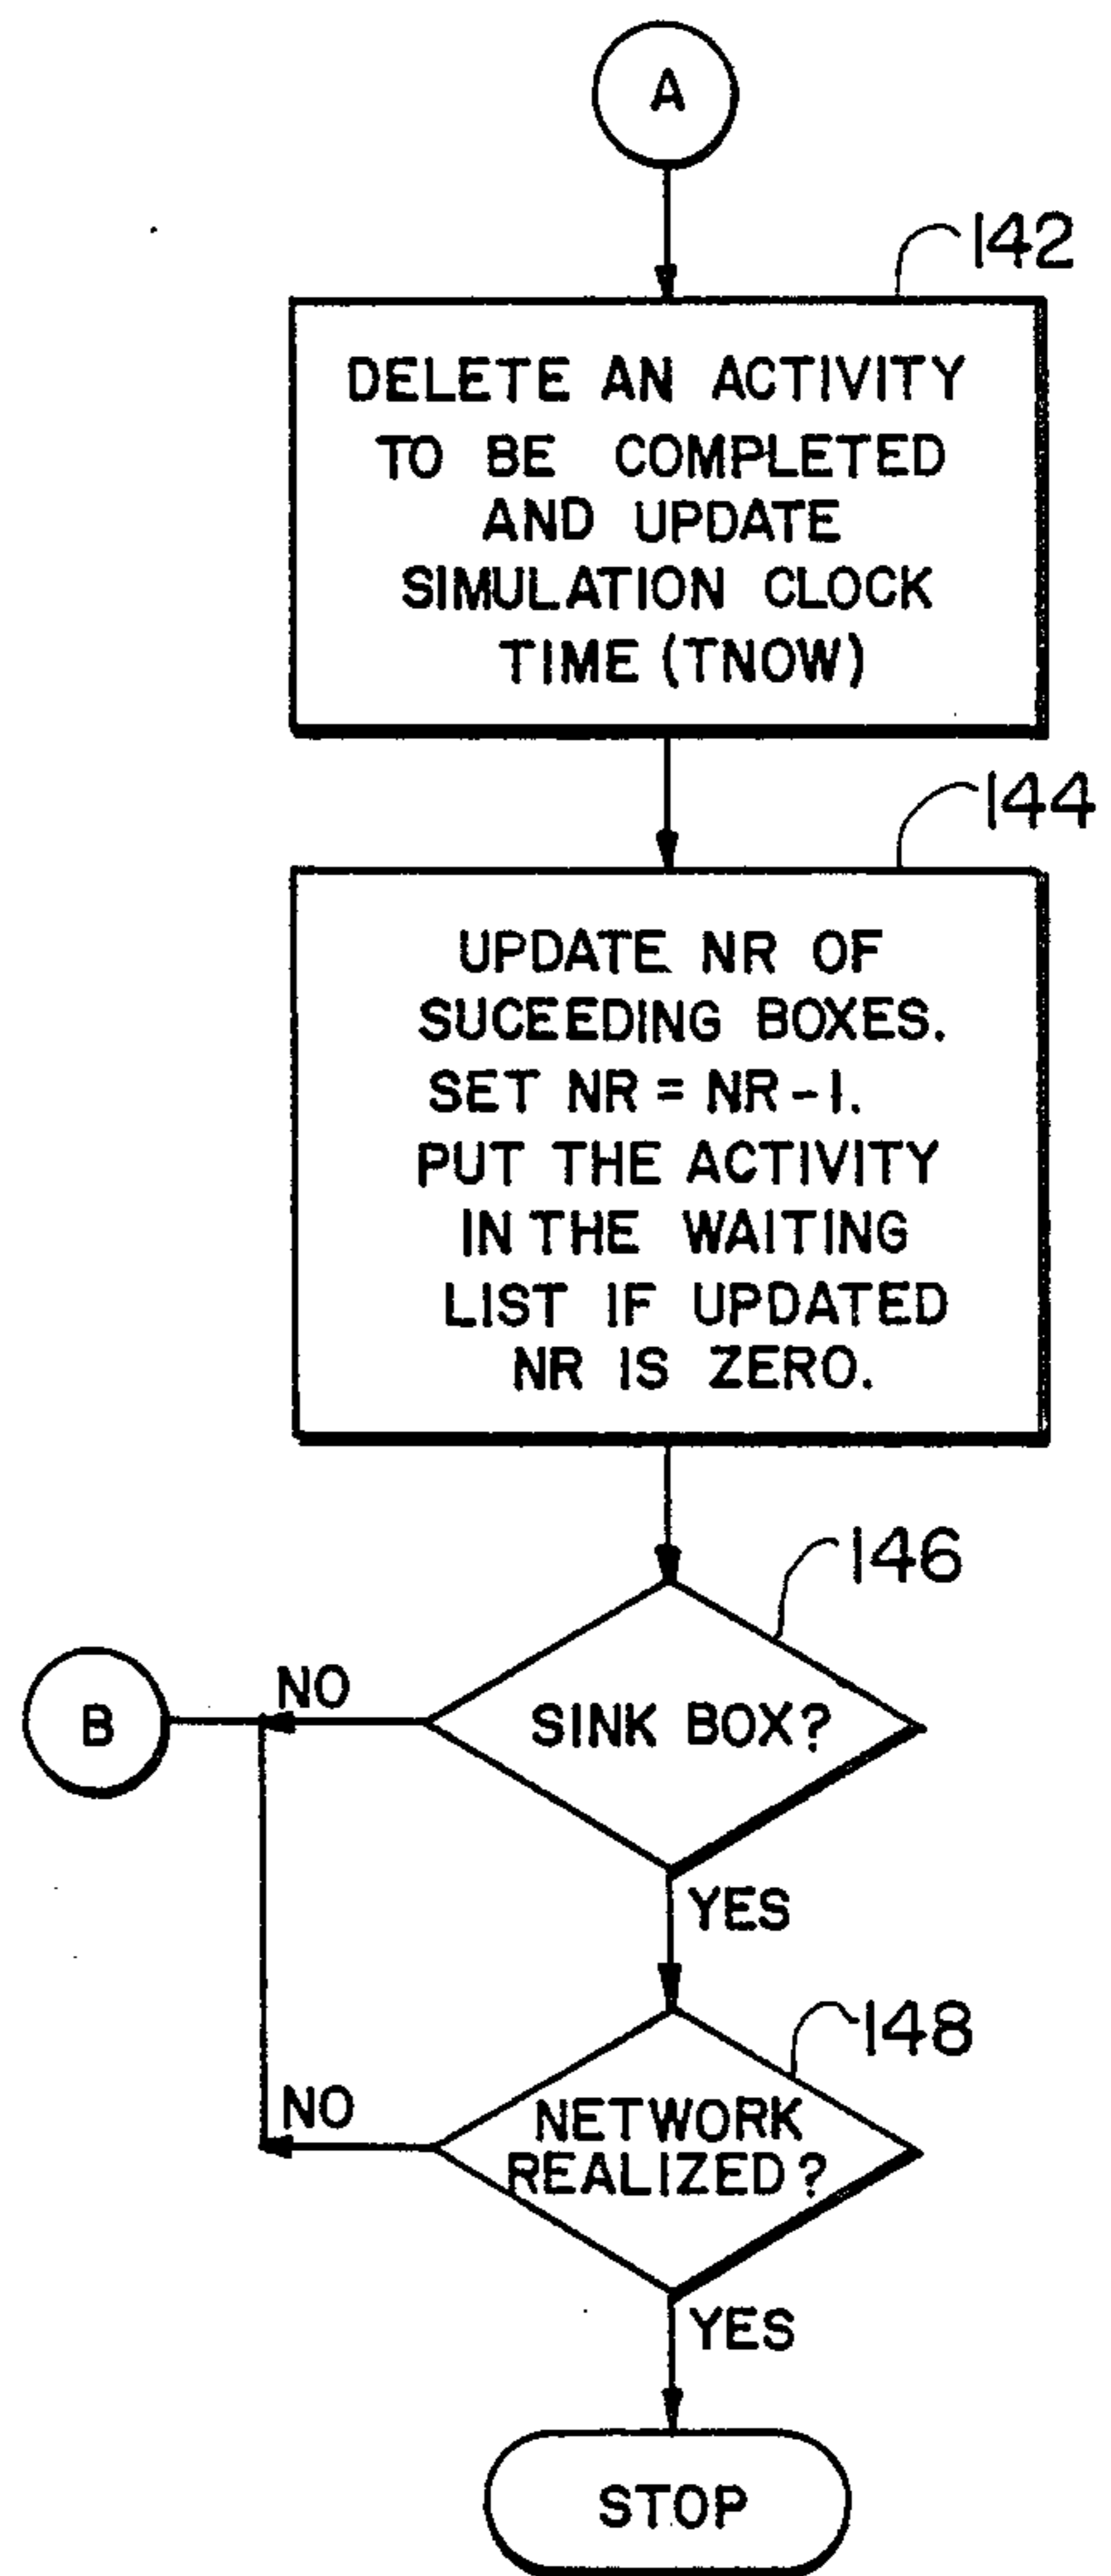 A
142
DELETE AN ACTIVITY
TO BE COMPLETED
AND UPDATE
SIMULATION CLOCK
TIME (TNOW)
144
UPDATE NR OF
SUCEEDING BOXES.
SET NR = NR-1.
PUT THE ACTIVITY
IN THE WAITING
LIST IF UPDATED
NR IS ZERO.
146
SINK BOX?
NO
B
YES
148
NETWORK
REALIZED?
NO
YES
STOP